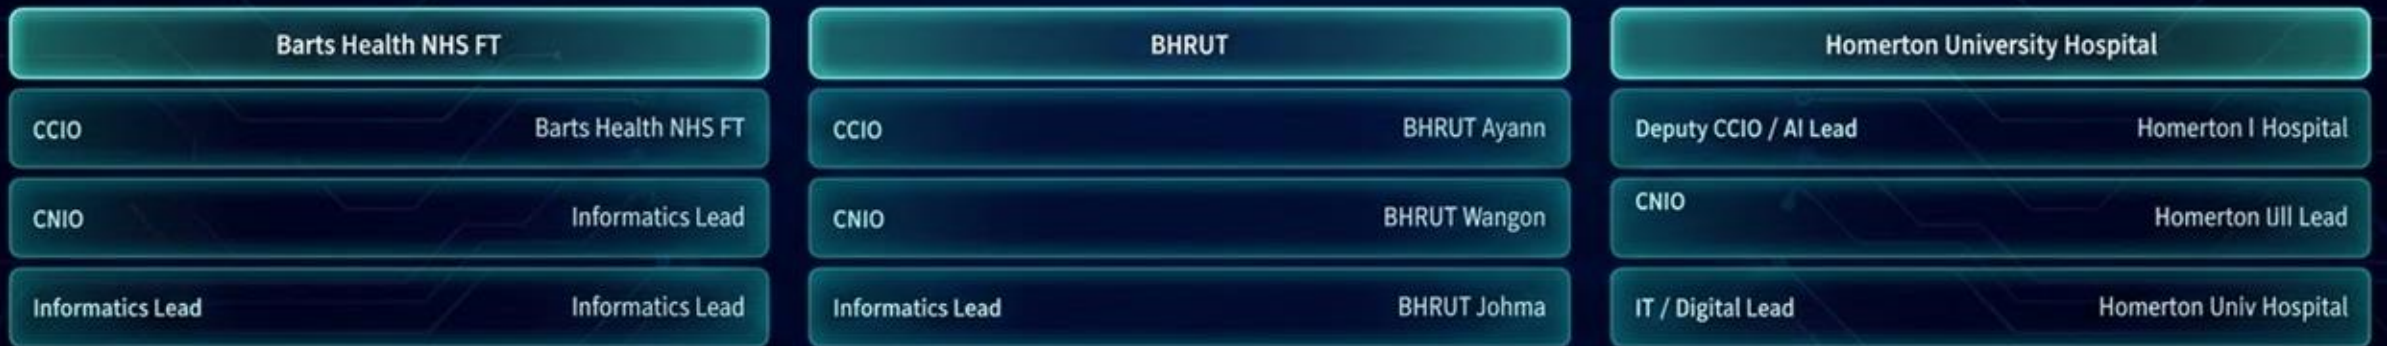 Barts Health NHS FT
CCIO Barts Health NHS FT
CNIO Informatics Lead
Informatics Lead Informatics Lead
BHRUT
CCIO BHRUT Ayann
CNIO BHRUT Wangon
Informatics Lead BHRUT Johma
Homerton University Hospital
Deputy CCIO / AI Lead Homerton I Hospital
CNIO Homerton Ull Lead
IT / Digital Lead Homerton Univ Hospital